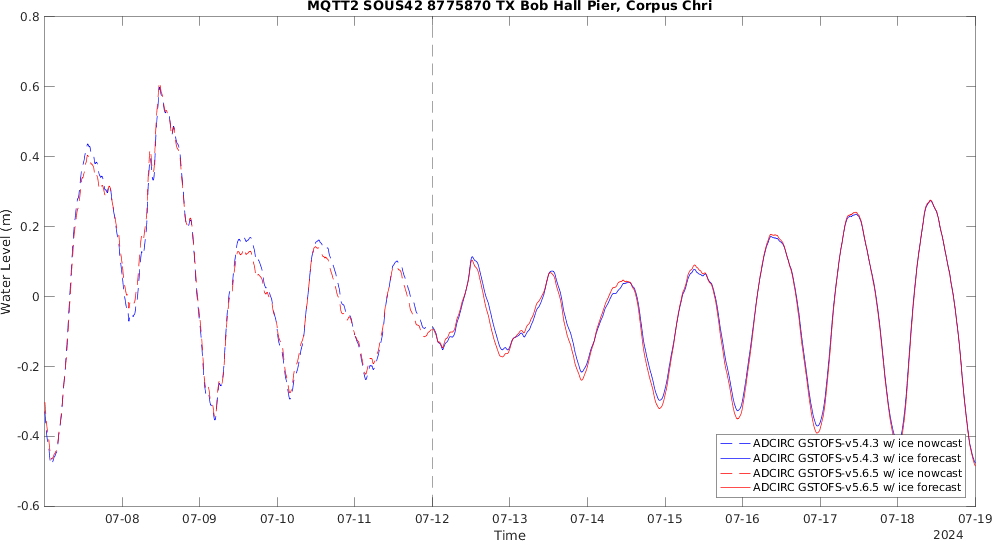 MQTT2 SOUS42 8775870 TX Bob Hall Pier, Corpus Chri
0.8
0.6
0.4
0.2
0
-0.2
-0.4
-0.6
Water Level (m)
ADCIRC GSTOFS-v5.4.3 w/ ice nowcast
ADCIRC GSTOFS-v5.4.3 w/ ice forecast
ADCIRC GSTOFS-v5.6.5 w/ ice nowcast
ADCIRC GSTOFS-v5.6.5 w/ ice forecast
07-08 07-09 07-10 07-11 07-12 07-13 07-14 07-15 07-16 07-17 07-18 07-19
Time
2024